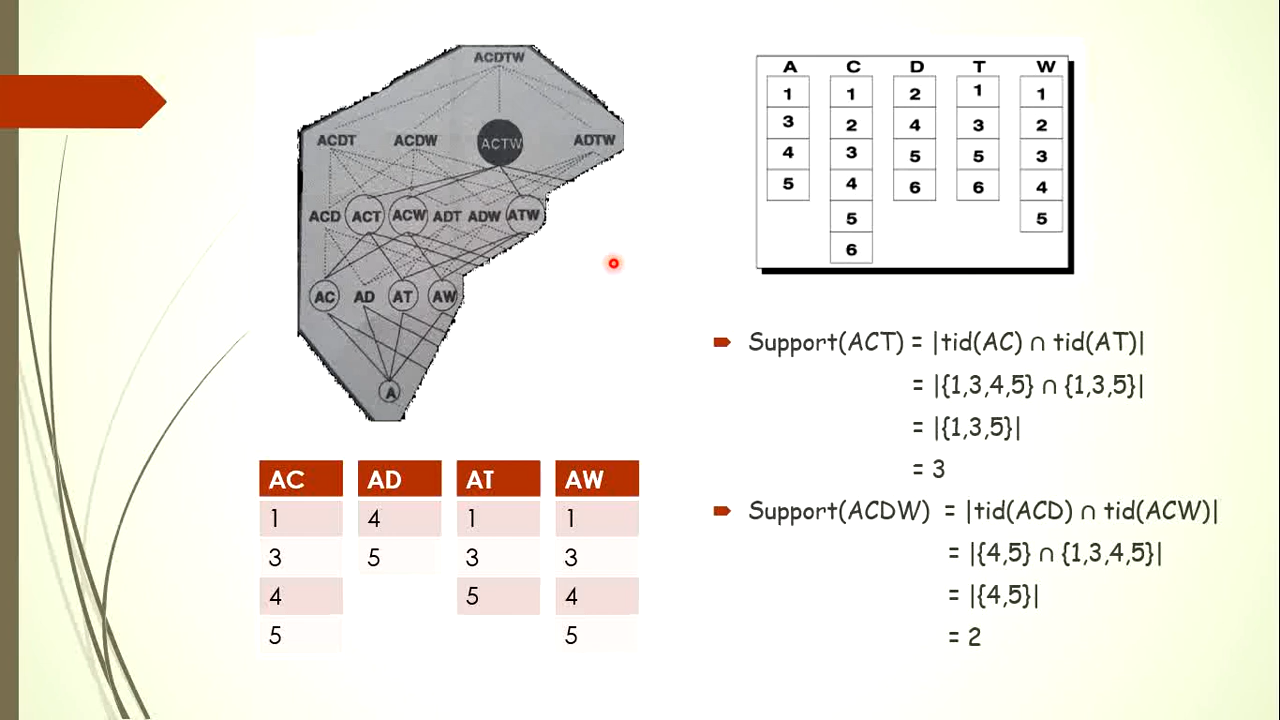 ACDTW
ACDT ACDW ACTW ADTW
ACD ACT ACW ADT ADW ATW
AC AD AT AW
A
A C D T W
1 1 2 1 1
3 2 4 3 2
4 3 5 5 3
5 4 6 6 4
5 5
6
Support(ACT) = |tid(AC) ∩ tid(AT)|
= |{1,3,4,5} ∩ {1,3,5}|
= |{1,3,5}|
= 3
Support(ACDW) = |tid(ACD) ∩ tid(ACW)|
= |{4,5} ∩ {1,3,4,5}|
= |{4,5}|
= 2
AC AD AT AW
1 4 1 1
3 5 3 3
4 5 4
5 5